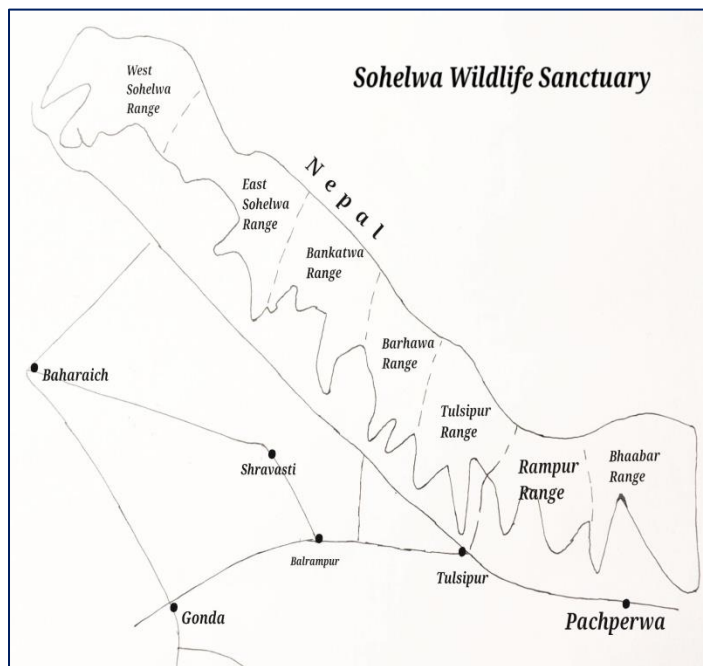 Sohelwa Wildlife Sanctuary
West
Sohelwa
Range
Nepal
East
Sohelwa
Range
Bankatwa
Range
Barhawa
Range
Baharaich
Tulsipur
Range
Shravasti
Rampur
Range
Bhaabar
Range
Balrampur
Tulsipur
Gonda
Pachperwa